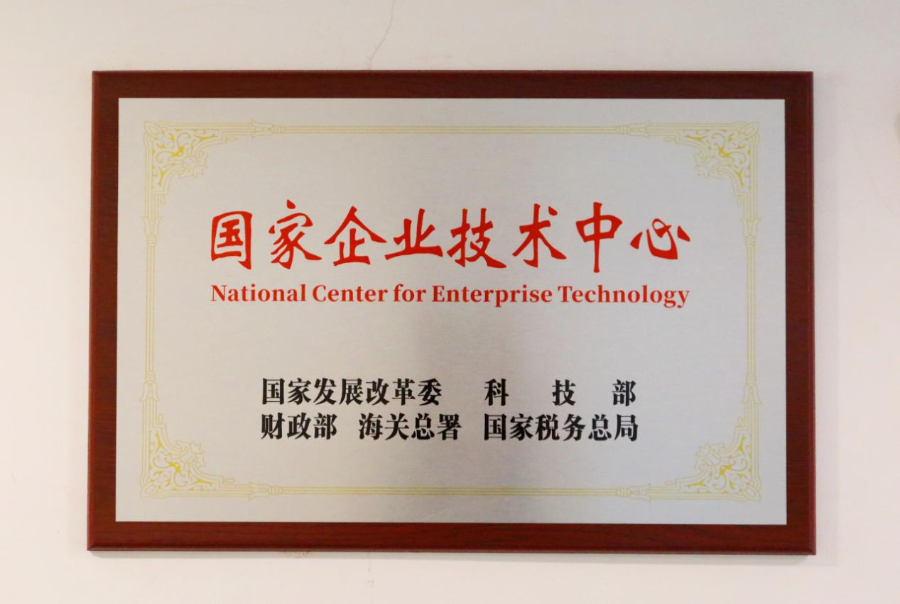 国家企业技术中心
National Center for Enterprise Technology
国家发展改革委 科技部
财政部 海关总署 国家税务总局